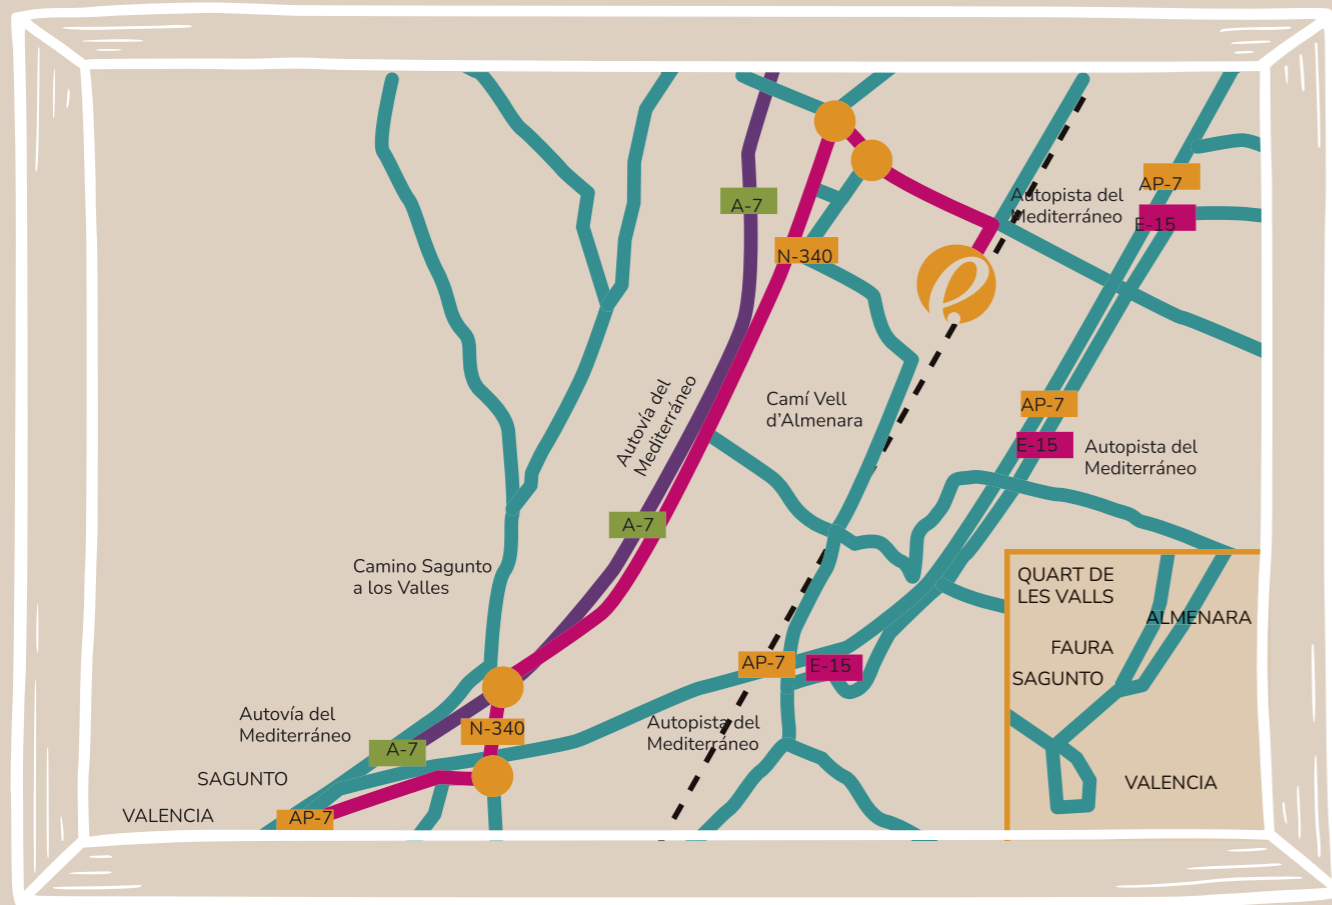 A-7
N-340
Autopista del
Mediterráneo
AP-7
E-15
Autovía del
Mediterráneo
Camí Vell
d'Almenara
AP-7
E-15
Autopista del
Mediterráneo
A-7
Camino Sagunto
a los Valles
QUART DE
LES VALLS
ALMENARA
FAURA
SAGUNTO
VALENCIA
AP-7
E-15
Autopista del
Mediterráneo
Autovía del
Mediterráneo
N-340
A-7
SAGUNTO
VALENCIA
AP-7
e